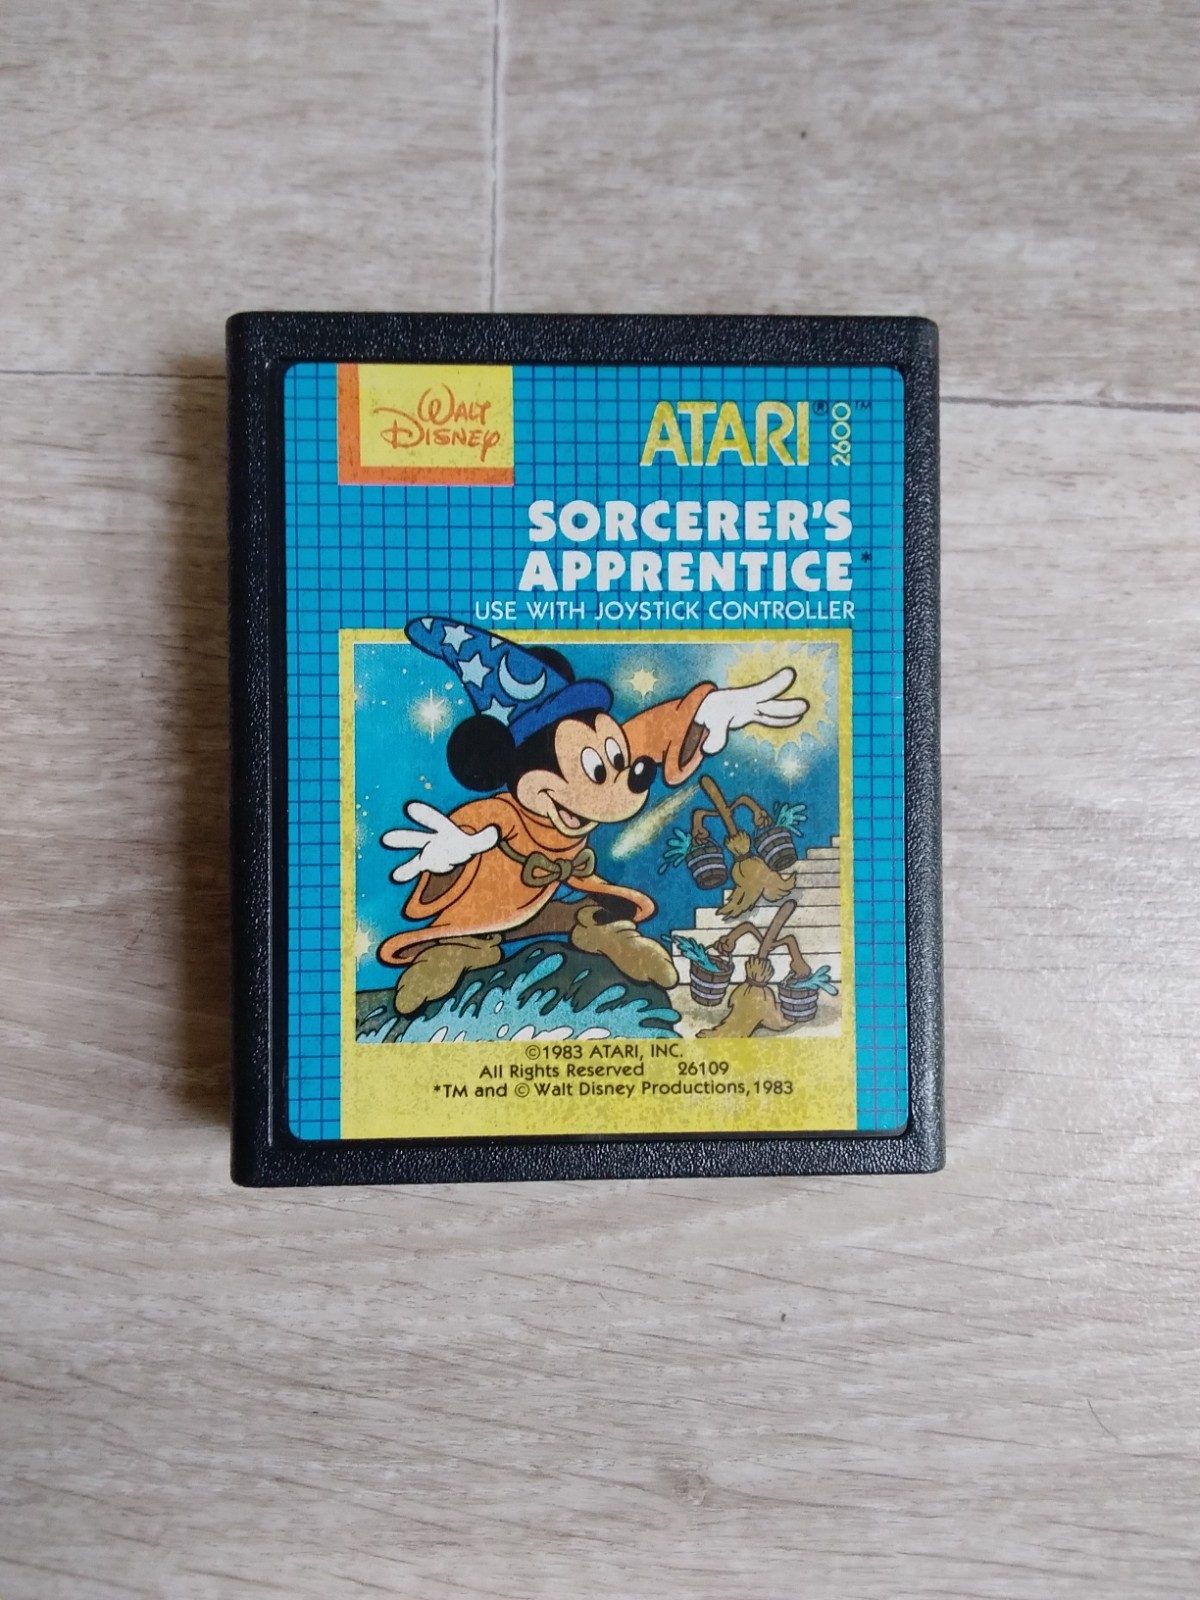 WALT
DISNEY
ATARI® 2600™
SORCERER'S
APPRENTICE*
USE WITH JOYSTICK CONTROLLER
©1983 ATARI, INC.
All Rights Reserved 26109
*TM and © Walt Disney Productions, 1983